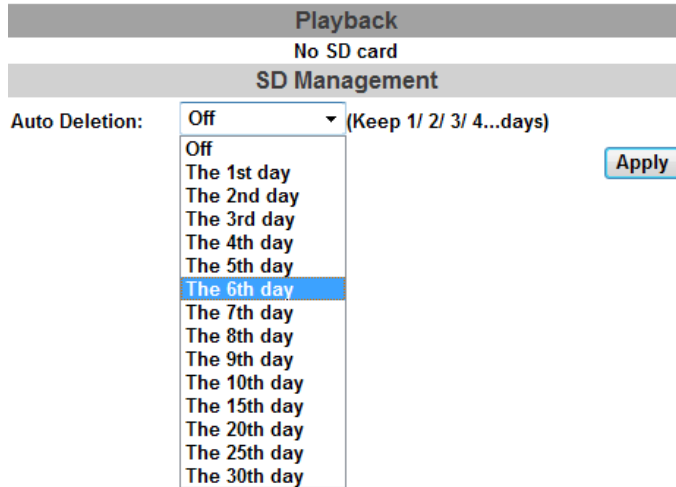 Playback
No SD card
SD Management
Auto Deletion: Off (Keep 1/ 2/ 3/ 4...days)
Off
The 1st day
Apply
The 2nd day
The 3rd day
The 4th day
The 5th day
The 6th day
The 7th day
The 8th day
The 9th day
The 10th day
The 15th day
The 20th day
The 25th day
The 30th day